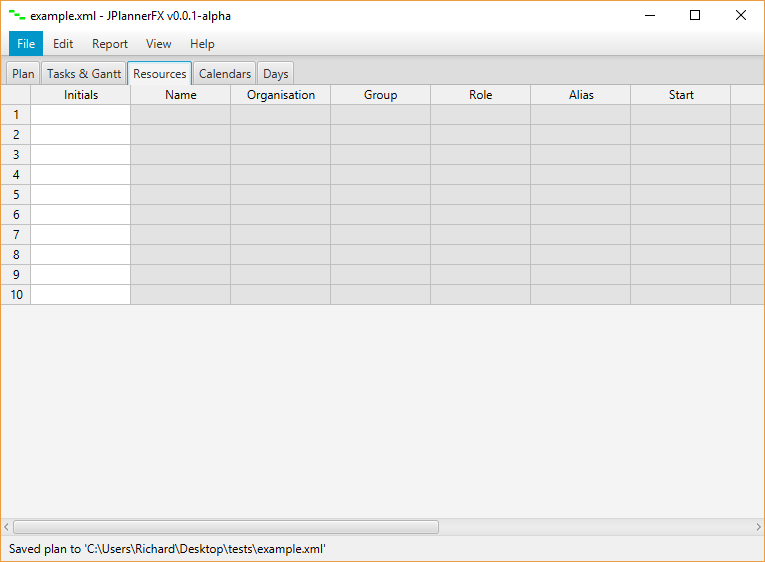 example.xml - JPlannerFX v0.0.1-alpha
File Edit Report View Help
Plan Tasks & Gantt Resources Calendars Days
Initials Name Organisation Group Role Alias Start
1
2
3
4
5
6
7
8
9
10
Saved plan to 'C:\Users\Richard\Desktop\tests\example.xml'